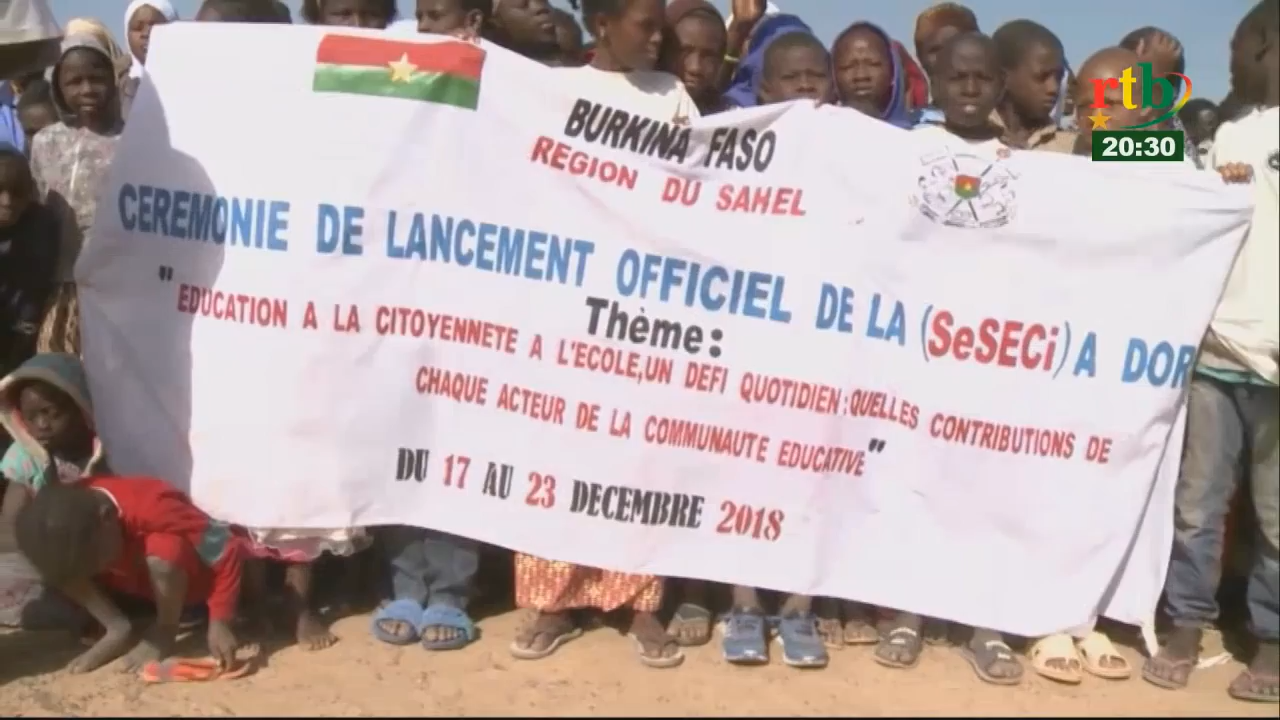 rtb
20:30
BURKINA FASO
REGION DU SAHEL
CEREMONIE DE LANCEMENT OFFICIEL DE LA (SeSECi) A DOR
Thème:
"EDUCATION A LA CITOYENNETE A L'ECOLE,UN DEFI QUOTIDIEN:QUELLES CONTRIBUTIONS DE
CHAQUE ACTEUR DE LA COMMUNAUTE EDUCATIVE"
DU 17 AU 23 DECEMBRE 2018